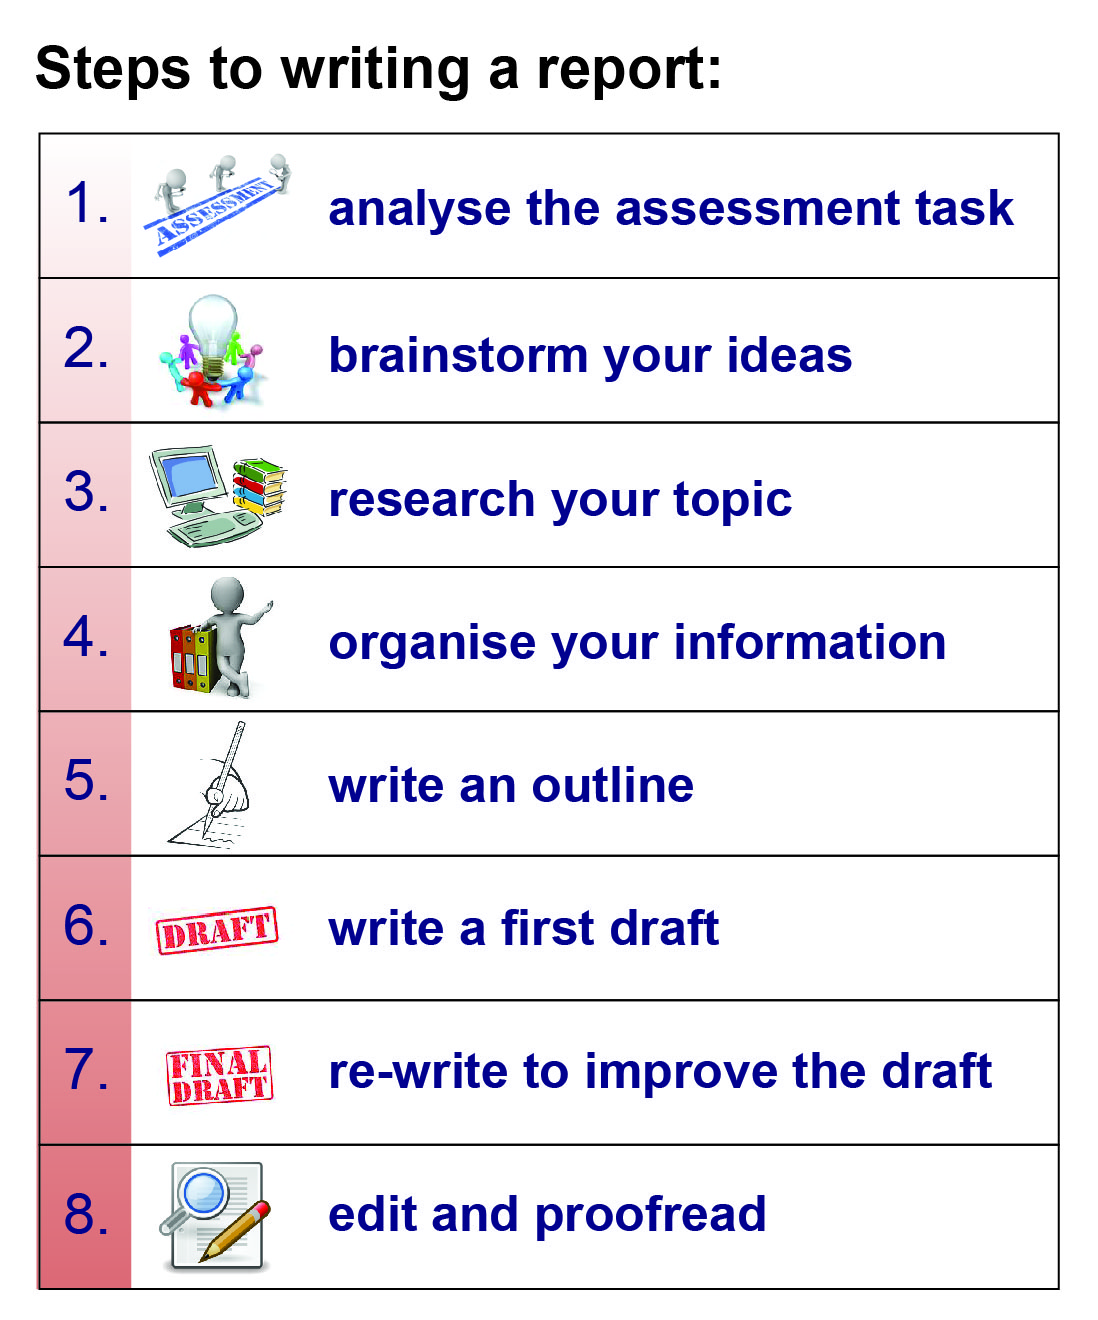 Steps to writing a report:
1. ASSESSMENT analyse the assessment task
2. brainstorm your ideas
3. research your topic
4. organise your information
5. write an outline
6. DRAFT write a first draft
7. FINAL DRAFT re-write to improve the draft
8. edit and proofread